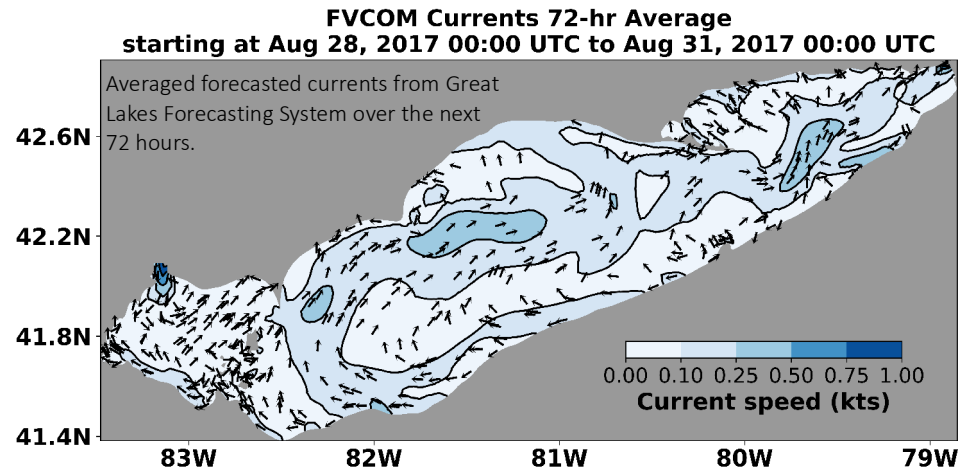 FVCOM Currents 72-hr Average
starting at Aug 28, 2017 00:00 UTC to Aug 31, 2017 00:00 UTC
Averaged forecasted currents from Great
Lakes Forecasting System over the next
72 hours.
42.6N
42.2N
41.8N
41.4N
0.00 0.10 0.25 0.50 0.75 1.00
Current speed (kts)
83W 82W 81W 80W 79W